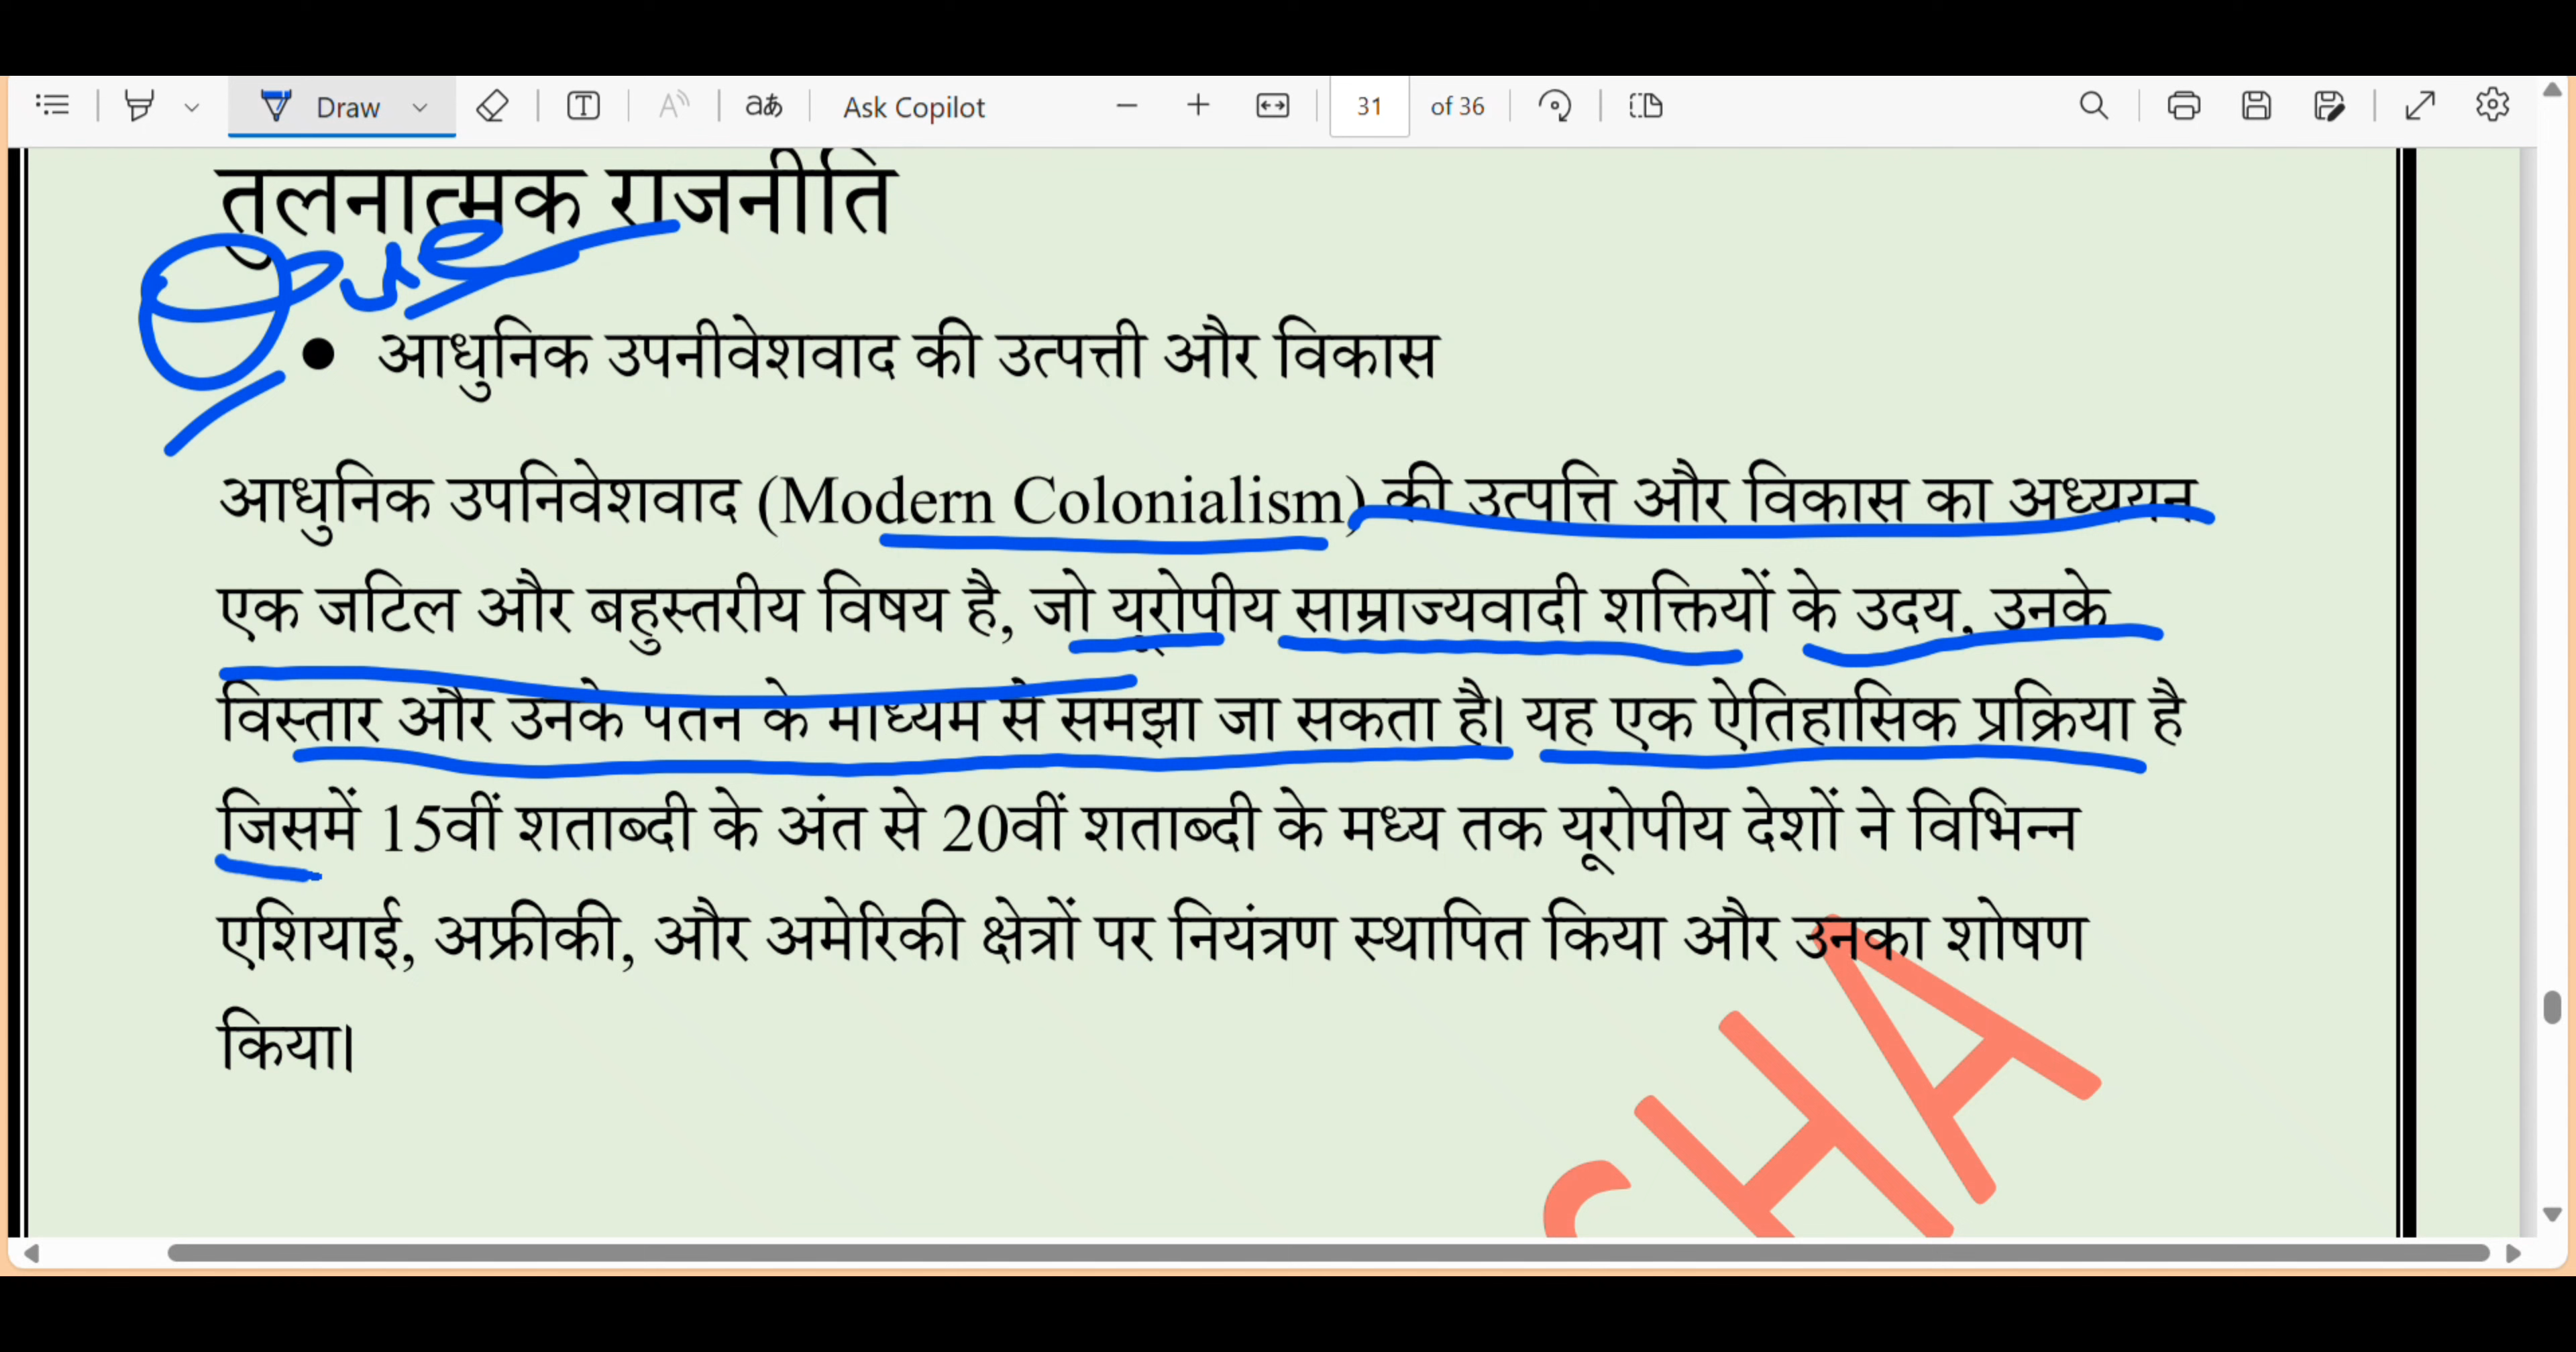 Draw
Ask Copilot
31 of 36
तुलनात्मक राजनीति
Que
• आधुनिक उपनीवेशवाद की उत्पत्ती और विकास
आधुनिक उपनिवेशवाद (Modern Colonialism) की उत्पत्ति और विकास का अध्ययन
एक जटिल और बहुस्तरीय विषय है, जो यूरोपीय साम्राज्यवादी शक्तियों के उदय, उनके
विस्तार और उनके पतन के माध्यम से समझा जा सकता है। यह एक ऐतिहासिक प्रक्रिया है
जिसमें 15वीं शताब्दी के अंत से 20वीं शताब्दी के मध्य तक यूरोपीय देशों ने विभिन्न
एशियाई, अफ्रीकी, और अमेरिकी क्षेत्रों पर नियंत्रण स्थापित किया और उनका शोषण
किया।
CHA